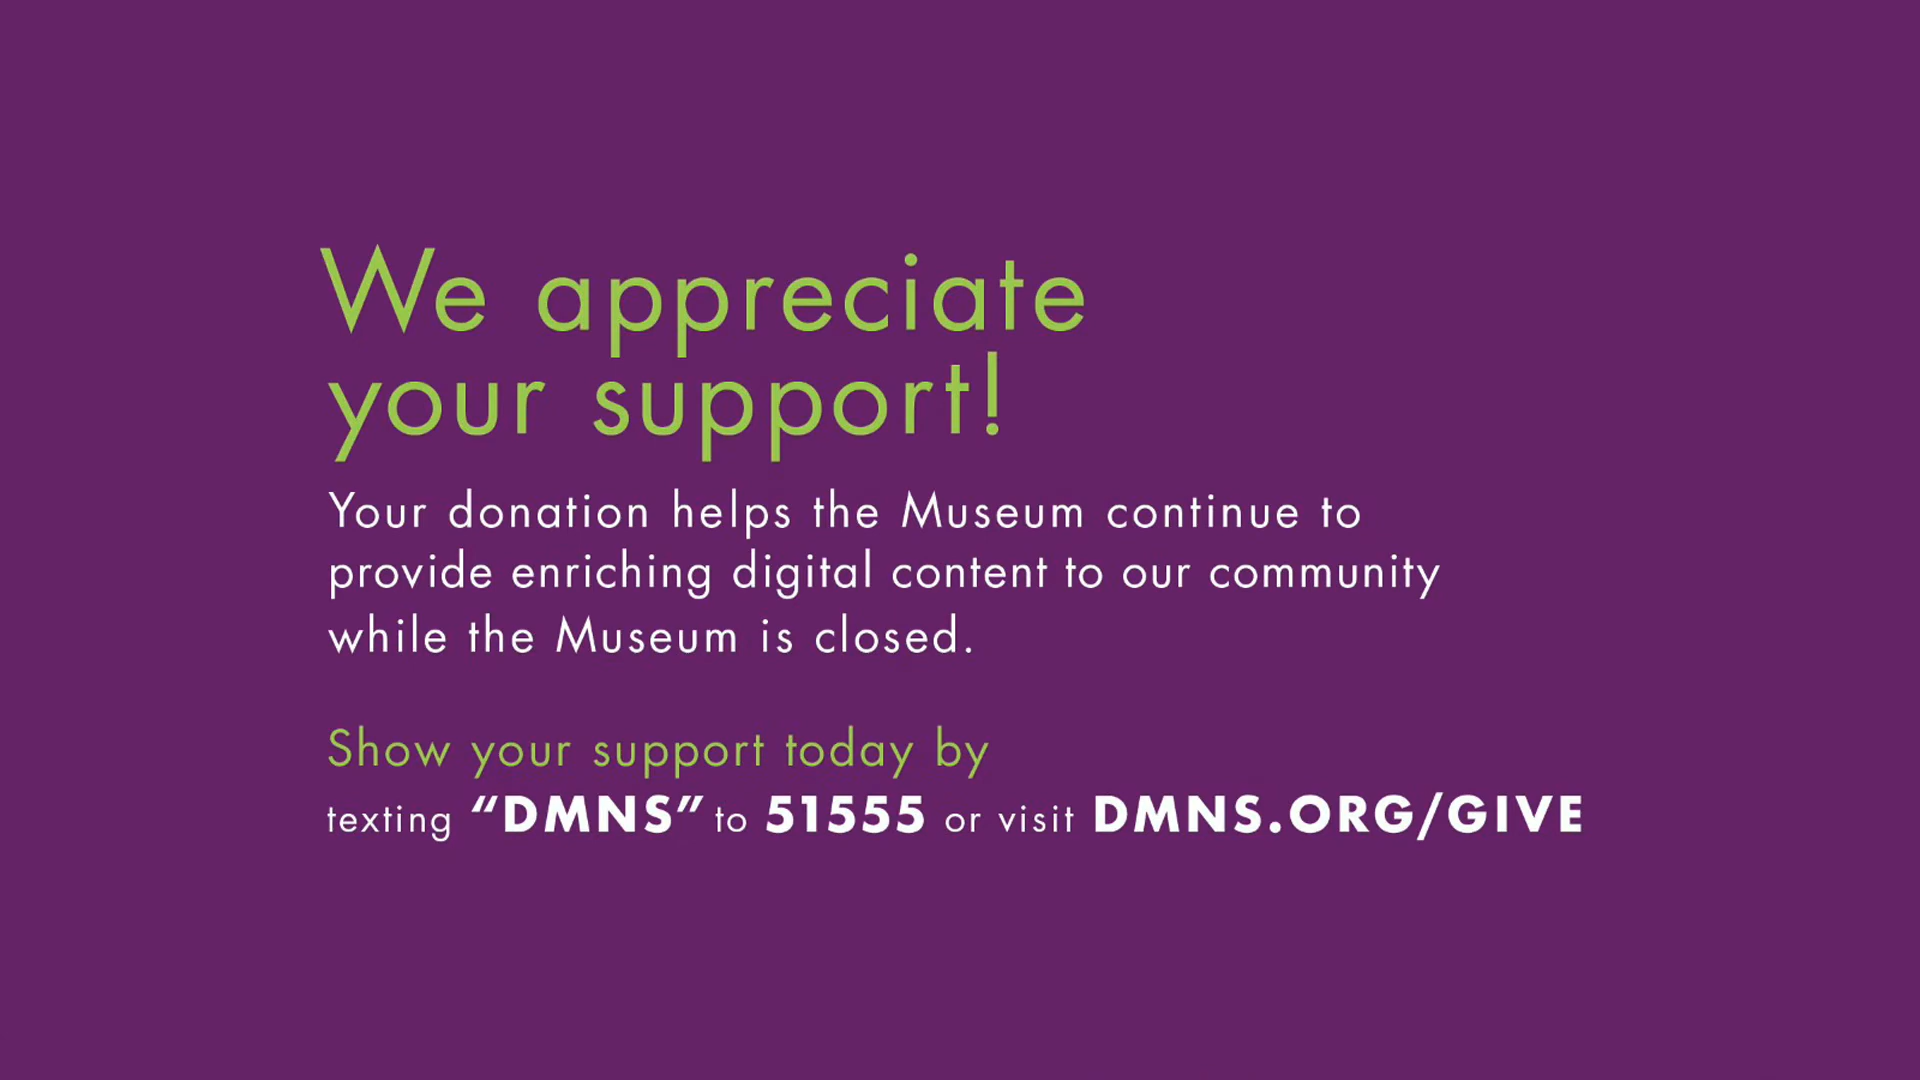 We appreciate
your support!
Your donation helps the Museum continue to
provide enriching digital content to our community
while the Museum is closed.
Show your support today by
texting “DMNS” to 51555 or visit DMNS.ORG/GIVE